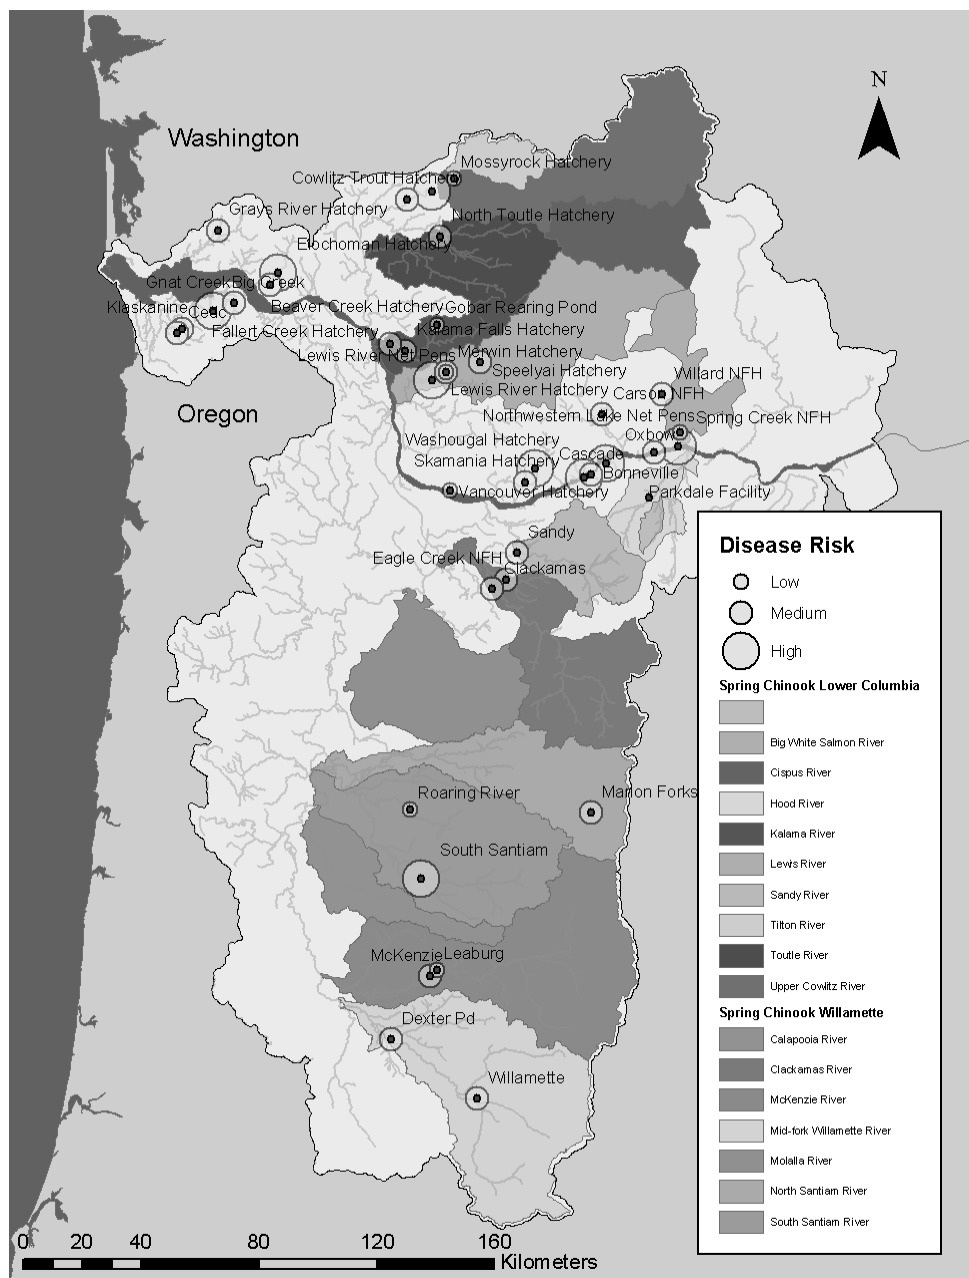 N
Washington
Mossyrock Hatchery
Cowlitz Trout Hatchery
Grays River Hatchery
North Toutle Hatchery
Elochoman Hatchery
Gnat Creek
Big Creek
Klaskanine
Beaver Creek Hatchery
Gobar Rearing Pond
Fallert Creek Hatchery
Kalama Falls Hatchery
Lewis River Net Pens
Merwin Hatchery
Speelyai Hatchery
Willard NFH
Lewis River Hatchery
Carson NFH
Oregon
Northwestern Lake Net Pens
Spring Creek NFH
Washougal Hatchery
Oxbow
Skamania Hatchery
Cascade
Bonneville
Vancouver Hatchery
Parkdale Facility
Sandy
Eagle Creek NFH
Clackamas
Roaring River
Marion Forks
South Santiam
McKenzie
Leaburg
Dexter Pd
Willamette
Disease Risk
Low
Medium
High
Spring Chinook Lower Columbia
Big White Salmon River
Cispus River
Hood River
Kalama River
Lewis River
Sandy River
Tilton River
Toutle River
Upper Cowlitz River
Spring Chinook Willamette
Calapooia River
Clackamas River
McKenzie River
Mid-fork Willamette River
Molalla River
North Santiam River
South Santiam River
0 20 40 80 120 160
Kilometers